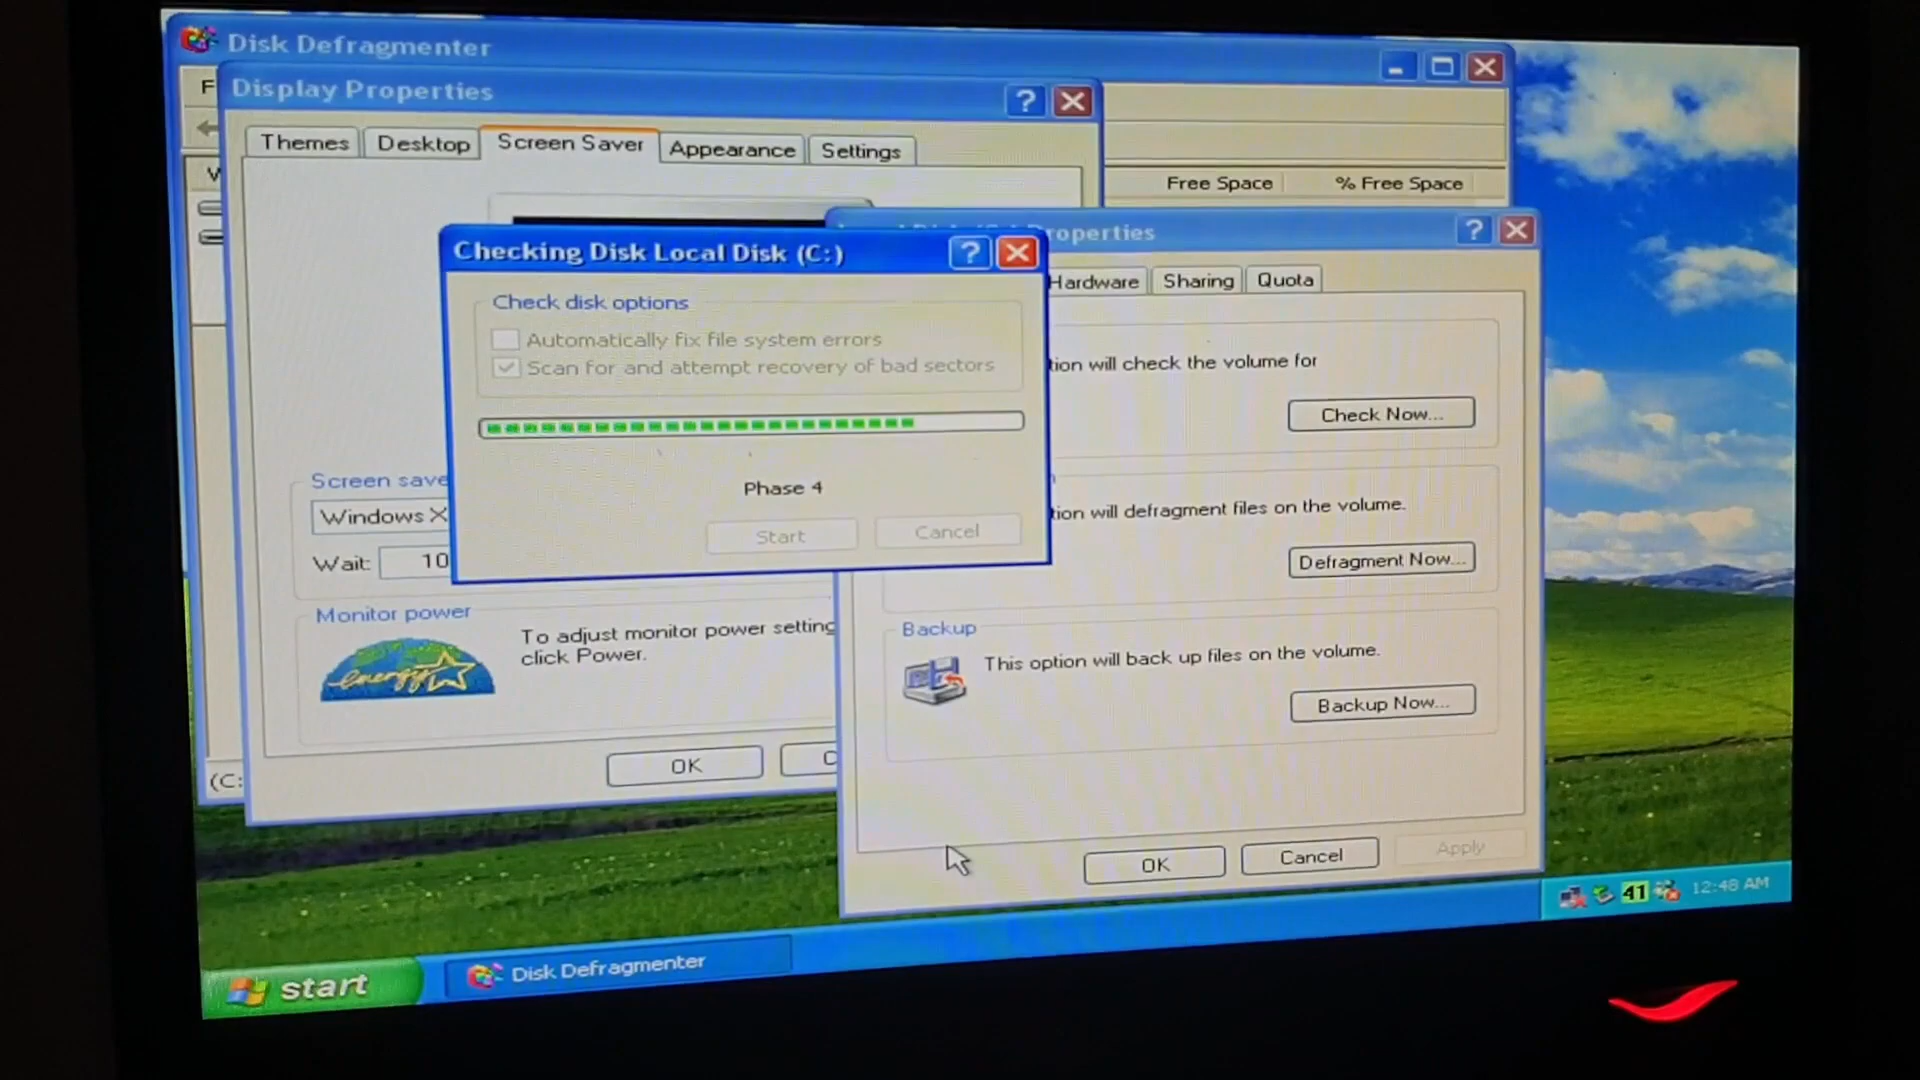 Disk Defragmenter
Display Properties
Themes Desktop Screen Saver Appearance Settings
Free Space % Free Space
Properties
Hardware Sharing Quota
Checking Disk Local Disk (C:)
Check disk options
Automatically fix file system errors
Scan for and attempt recovery of bad sectors
Phase 4
Start Cancel
tion will check the volume for
Check Now...
tion will defragment files on the volume.
Defragment Now...
Backup
This option will back up files on the volume.
Backup Now...
OK Cancel Apply
Screen save
Windows X
Wait: 10
Monitor power
energy
To adjust monitor power setting
click Power.
OK C
(C:
start
Disk Defragmenter
41 12:48 AM